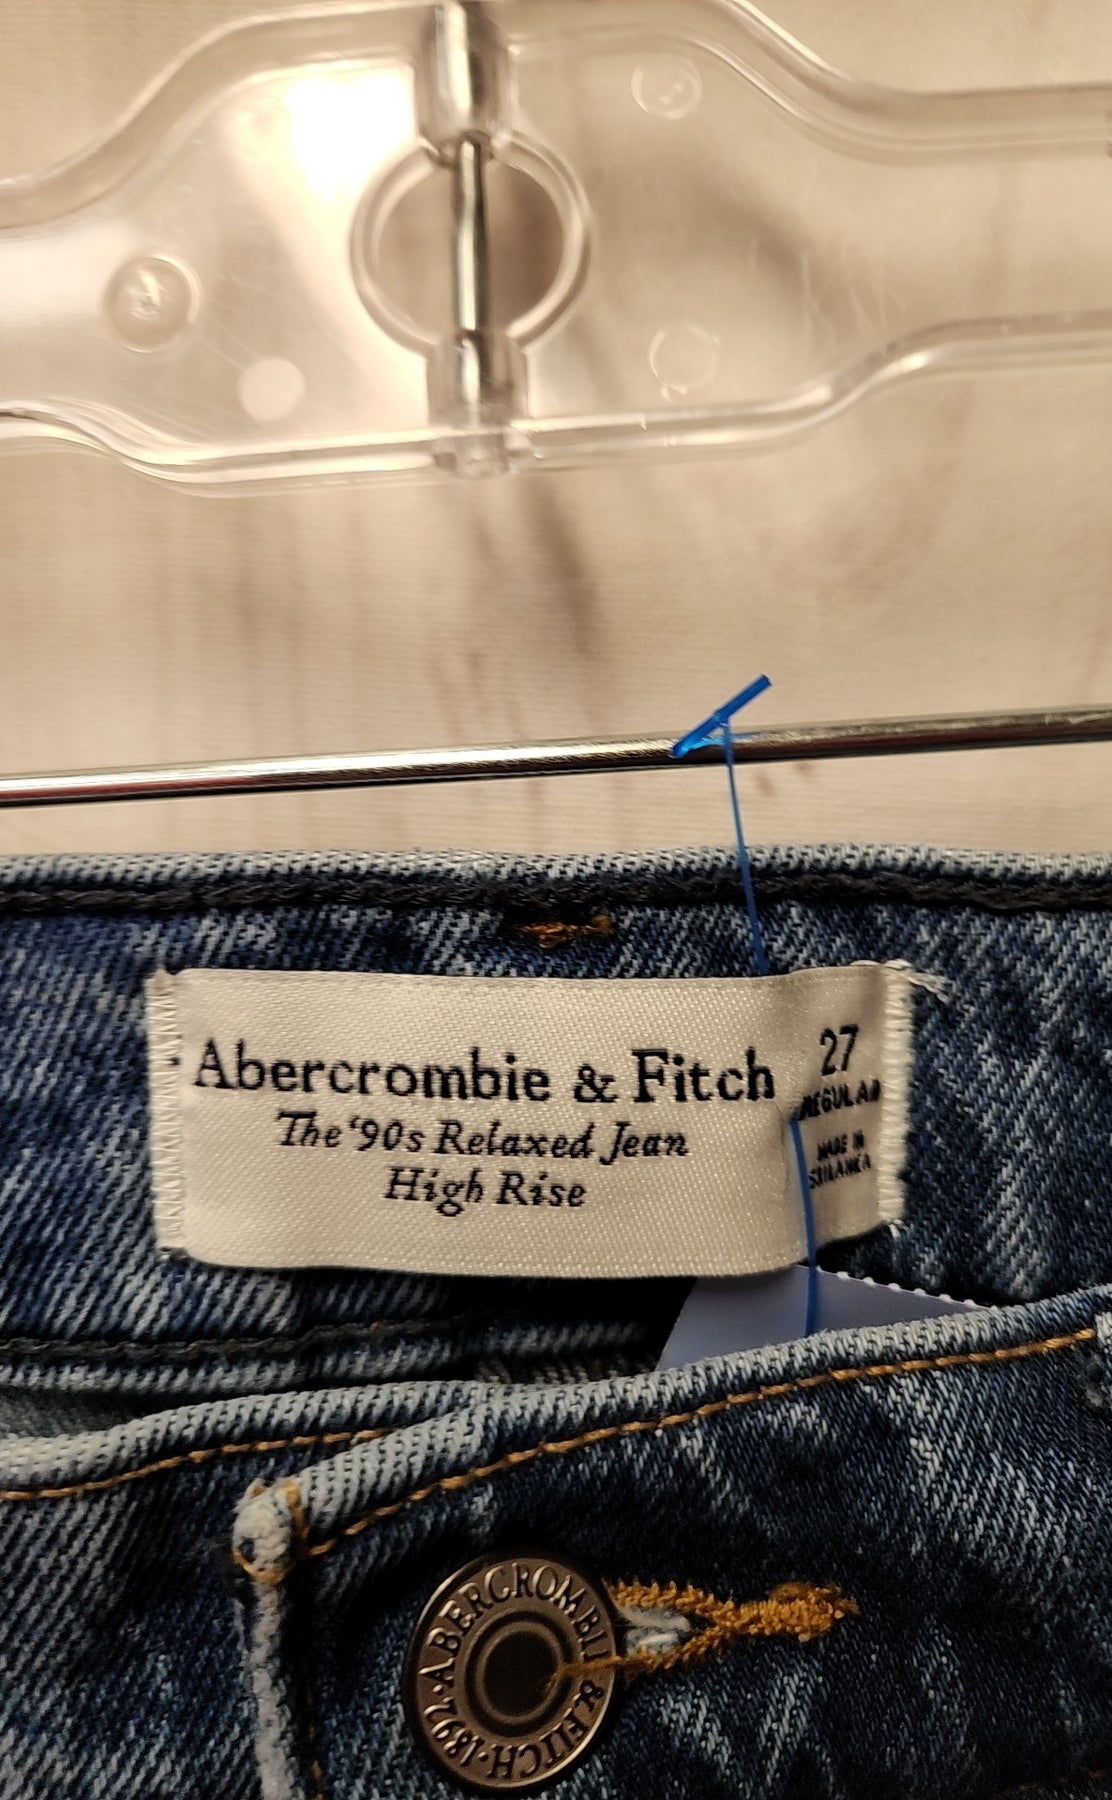 Abercrombie & Fitch
The '90s Relaxed Jean
High Rise
27
REGULAR
MADE IN
SRI LANKA
ABERCROMBIE & FITCH · 1892 ·